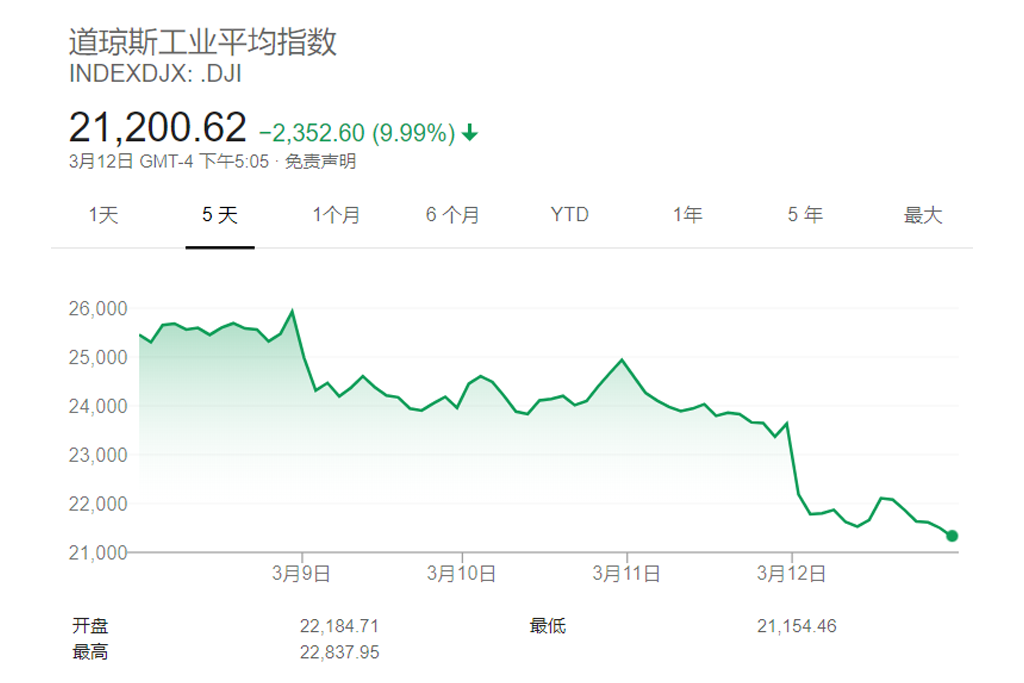 道琼斯工业平均指数
INDEXDJX: .DJI
21,200.62 −2,352.60 (9.99%)
3月12日 GMT-4 下午5:05 · 免责声明
1天 5 天 1个月 6 个月 YTD 1年 5 年 最大
26,000
25,000
24,000
23,000
22,000
21,000
3月9日 3月10日 3月11日 3月12日
开盘 22,184.71 最低 21,154.46
最高 22,837.95